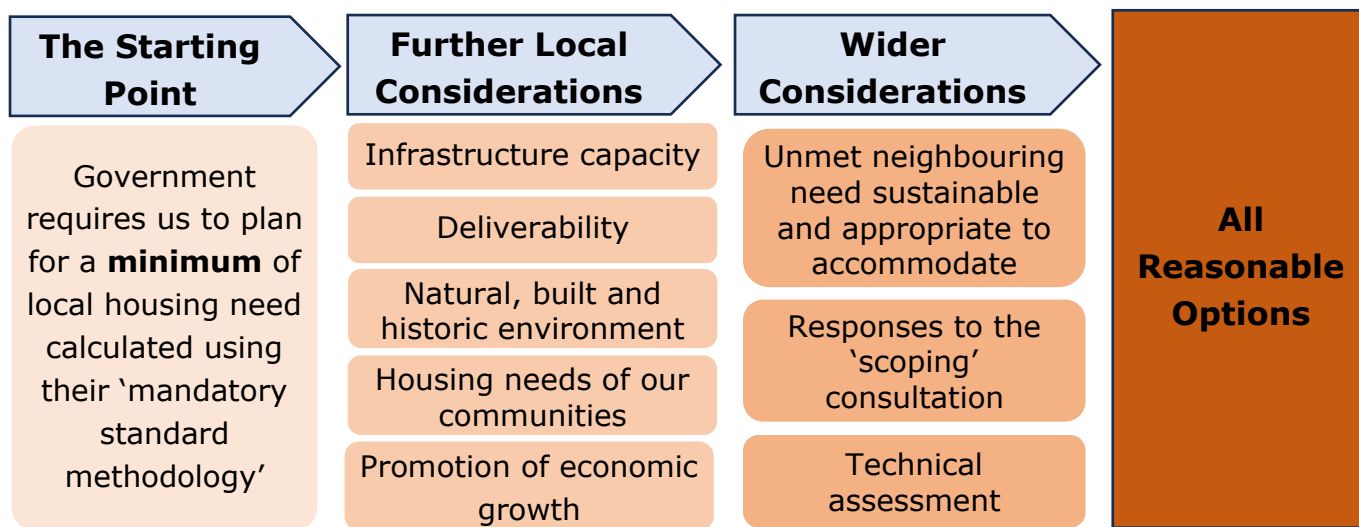 The Starting
Point
Government
requires us to plan
for a minimum of
local housing need
calculated using
their ‘mandatory
standard
methodology’
Further Local
Considerations
Infrastructure capacity
Deliverability
Natural, built and
historic environment
Housing needs of our
communities
Promotion of economic
growth
Wider
Considerations
Unmet neighbouring
need sustainable
and appropriate to
accommodate
Responses to the
‘scoping’
consultation
Technical
assessment
All
Reasonable
Options